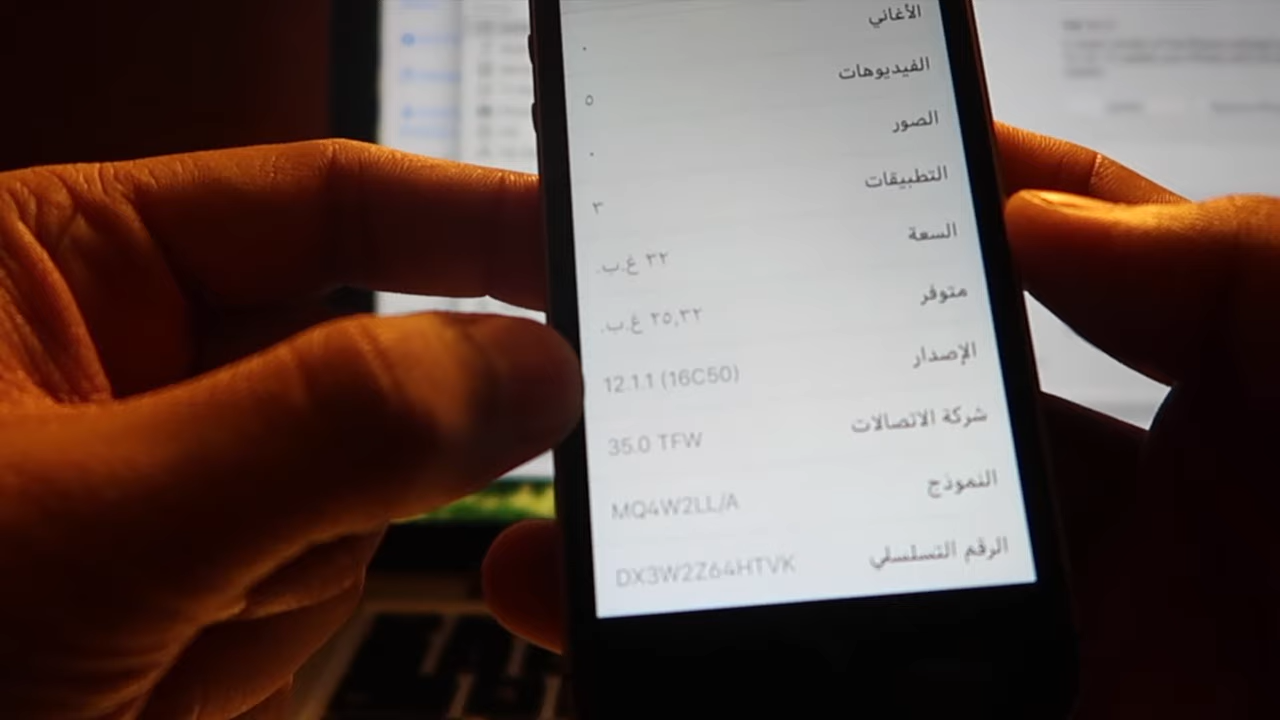 الأغاني ٠
الفيديوهات ٥
الصور ٠
التطبيقات ٣
السعة ٣٢ غ.ب.
متوفر ٢٥,٣٢ غ.ب.
الإصدار 12.1.1 (16C50)
شركة الاتصالات TFW 35.0
النموذج MQ4W2LL/A
الرقم التسلسلي DX3W2Z64HTVK